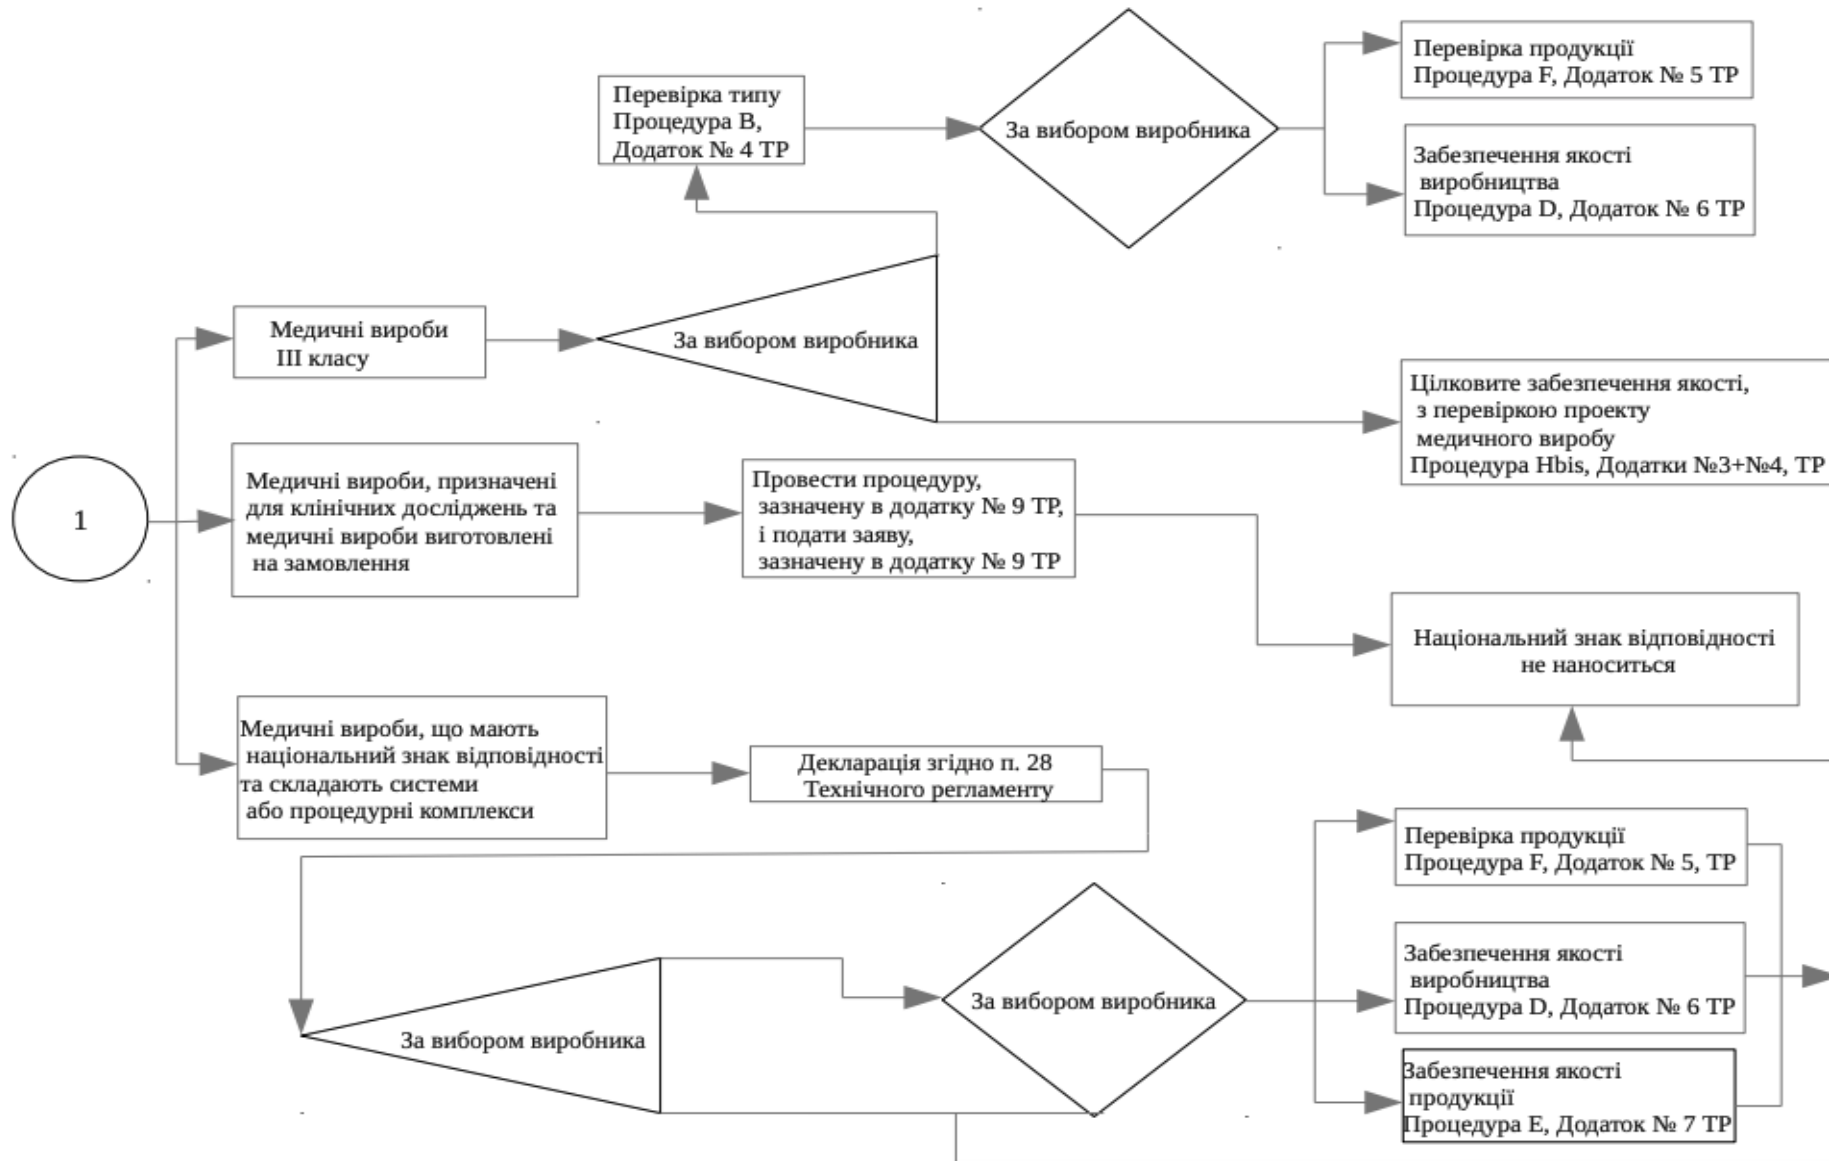 Перевірка продукції
Процедура F, Додаток № 5 ТР
Перевірка типу
Процедура В,
Додаток № 4 ТР
За вибором виробника
Забезпечення якості
виробництва
Процедура D, Додаток № 6 ТР
Медичні вироби
ІІІ класу
За вибором виробника
Цілковите забезпечення якості,
з перевіркою проекту
медичного виробу
Процедура Hbis, Додатки №3+№4, ТР
1
Медичні вироби, призначені
для клінічних досліджень та
медичні вироби виготовлені
на замовлення
Провести процедуру,
зазначену в додатку № 9 ТР,
і подати заяву,
зазначену в додатку № 9 ТР
Національний знак відповідності
не наноситься
Медичні вироби, що мають
національний знак відповідності
та складають системи
або процедурні комплекси
Декларація згідно п. 28
Технічного регламенту
Перевірка продукції
Процедура F, Додаток № 5, ТР
За вибором виробника
За вибором виробника
Забезпечення якості
виробництва
Процедура D, Додаток № 6 ТР
Забезпечення якості
продукції
Процедура Е, Додаток № 7 ТР